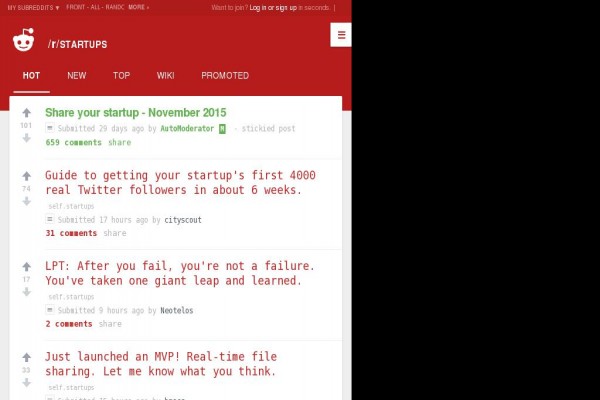 MY SUBREDDITS ▼ FRONT - ALL - RANDC MORE » Want to join? Log in or sign up in seconds. |
/r/STARTUPS
HOT NEW TOP WIKI PROMOTED
Share your startup - November 2015
101
Submitted 29 days ago by AutoModerator M - stickied post
659 comments share
Guide to getting your startup's first 4000
real Twitter followers in about 6 weeks.
74
self.startups
Submitted 17 hours ago by cityscout
31 comments share
LPT: After you fail, you're not a failure.
You've taken one giant leap and learned.
17
self.startups
Submitted 9 hours ago by Neotelos
2 comments share
Just launched an MVP! Real-time file
sharing. Let me know what you think.
33
self.startups